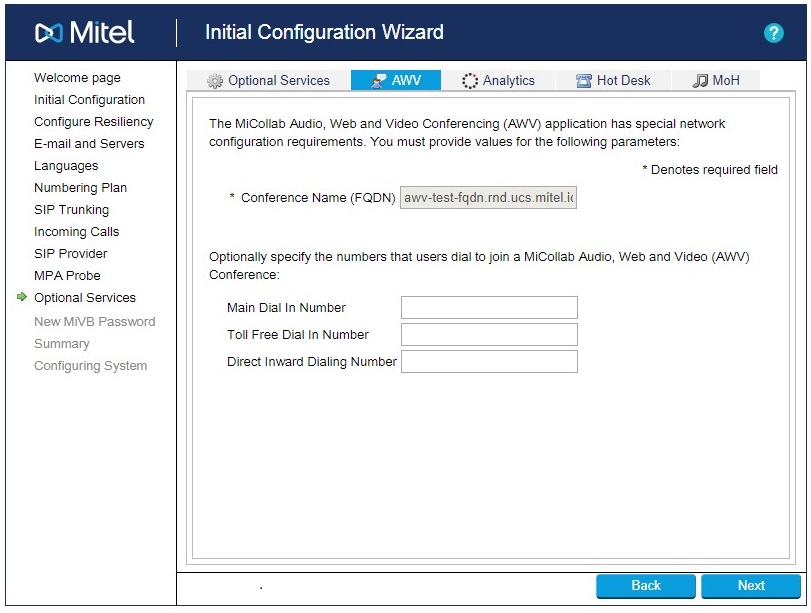 Mitel
Initial Configuration Wizard
?
Welcome page
Initial Configuration
Configure Resiliency
E-mail and Servers
Languages
Numbering Plan
SIP Trunking
Incoming Calls
SIP Provider
MPA Probe
Optional Services
New MiVB Password
Summary
Configuring System
Optional Services
AWV
Analytics
Hot Desk
MoH
The MiCollab Audio, Web and Video Conferencing (AWV) application has special network
configuration requirements. You must provide values for the following parameters:
* Denotes required field
* Conference Name (FQDN) awv-test-fqdn.rnd.ucs.mitel.ic
Optionally specify the numbers that users dial to join a MiCollab Audio, Web and Video (AWV)
Conference:
Main Dial In Number
Toll Free Dial In Number
Direct Inward Dialing Number
.
Back
Next